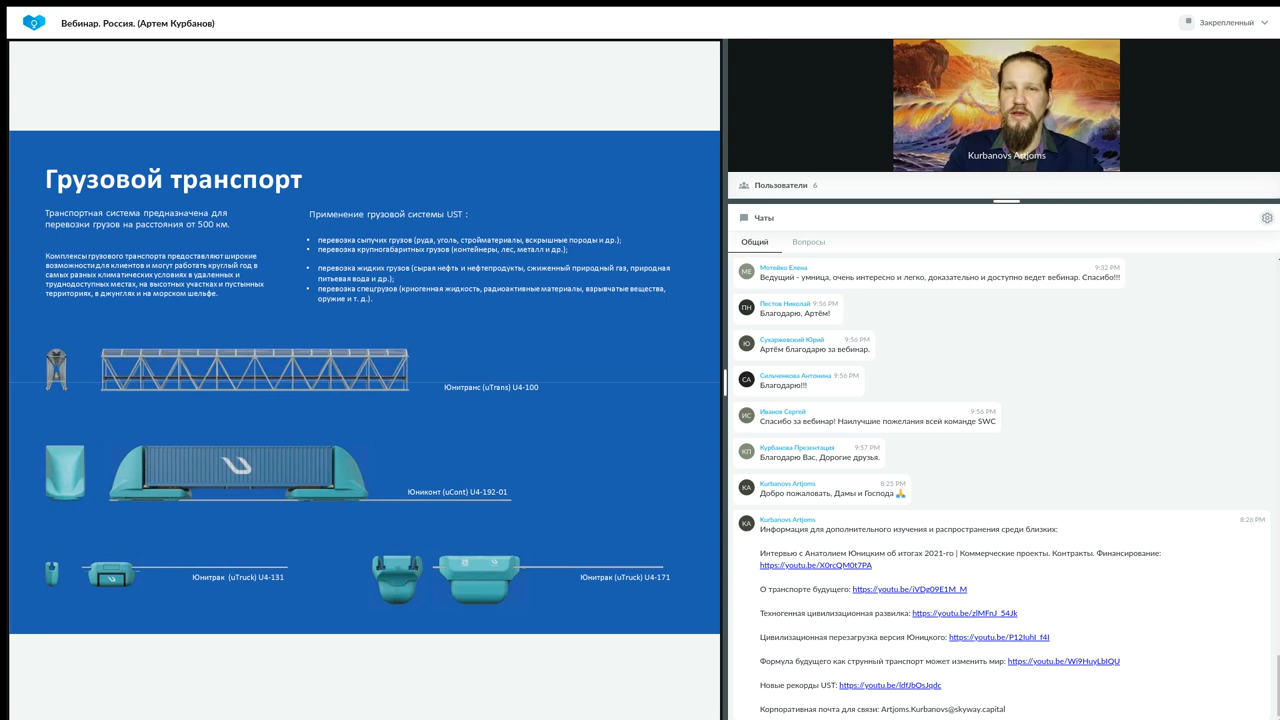 Вебинар. Россия. (Артем Курбанов)
Закрепленный
Грузовой транспорт
Транспортная система предназначена для
перевозки грузов на расстояния от 500 км.
Комплексы грузового транспорта предоставляют широкие
возможности для клиентов и могут работать круглый год в
самых разных климатических условиях в удаленных и
труднодоступных местах, на высотных участках и пустынных
территориях, в джунглях и на морском шельфе.
Применение грузовой системы UST :
• перевозка сыпучих грузов (руда, уголь, стройматериалы, вскрышные породы и др.);
• перевозка крупногабаритных грузов (контейнеры, лес, металл и др.);
• перевозка жидких грузов (сырая нефть и нефтепродукты, сжиженный природный газ, природная
питьевая вода и др.);
• перевозка спецгрузов (криогенная жидкость, радиоактивные материалы, взрывчатые вещества,
оружие и т. д.).
Юнитранс (uTrans) U4-100
Юниконт (uCont) U4-192-01
Юнитрак (uTruck) U4-131
Юнитрак (uTruck) U4-171
Kurbanovs Artjoms
Пользователи 6
Чаты
Общий Вопросы
МЕ Мотейко Елена 9:32 PM
Ведущий - умница, очень интересно и легко, доказательно и доступно ведет вебинар. Спасибо!!!
ПН Пестов Николай 9:56 PM
Благодарю, Артём!
Ю Сухаржевский Юрий 9:56 PM
Артём благодарю за вебинар.
СА Сильченкова Антонина 9:56 PM
Благодарю!!!
ИС Иванов Сергей 9:56 PM
Спасибо за вебинар! Наилучшие пожелания всей команде SWC
КП Курбанова Презентация 9:57 PM
Благодарю Вас, Дорогие друзья.
KA Kurbanovs Artjoms 8:25 PM
Добро пожаловать, Дамы и Господа 🙏
KA Kurbanovs Artjoms 8:26 PM
Информация для дополнительного изучения и распространения среди близких:
Интервью с Анатолием Юницким об итогах 2021-го | Коммерческие проекты. Контракты. Финансирование:
https://youtu.be/X0rcQM0t7PA
О транспорте будущего: https://youtu.be/iVDg09E1M_M
Техногенная цивилизационная развилка: https://youtu.be/zlMFnJ_54Jk
Цивилизационная перезагрузка версия Юницкого: https://youtu.be/P12IuhI_f4I
Формула будущего как струнный транспорт может изменить мир: https://youtu.be/Wi9HuyLbIQU
Новые рекорды UST: https://youtu.be/ldfJbOsJqdc
Корпоративная почта для связи: Artjoms.Kurbanovs@skyway.capital